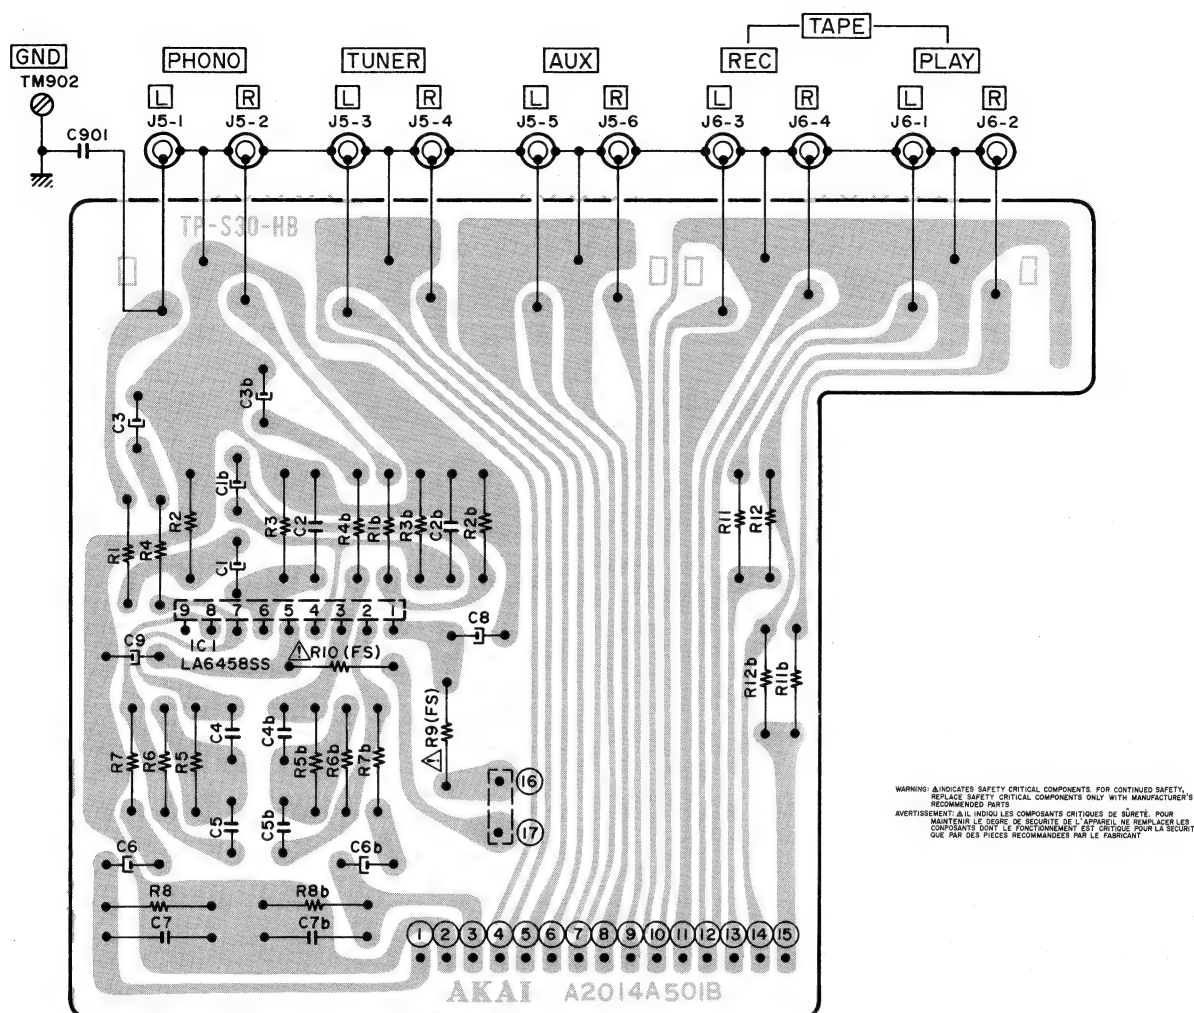 TAPE
GND PHONO TUNER AUX REC PLAY
TM902
L R L R L R L R L R
J5-1 J5-2 J5-3 J5-4 J5-5 J5-6 J6-3 J6-4 J6-1 J6-2
C901
TP-S30-HB
C3 C3b
C1b
R2 R3 C2 R4b R1b R3b C2b R2b R11 R12
R1 R4 C1
9 8 7 6 5 4 3 2 1
C9 IC1 ⚠R10 (FS) C8
LA6458SS
R12b R11b
⚠R9(FS)
C4 C4b
R7 R6 R5 R5b R6b R7b
16
C5 C5b 17
C6 C6b
R8 R8b
C7 C7b
1 2 3 4 5 6 7 8 9 10 11 12 13 14 15
AKAI A2014A501B
WARNING: ⚠INDICATES SAFETY CRITICAL COMPONENTS. FOR CONTINUED SAFETY,
REPLACE SAFETY CRITICAL COMPONENTS ONLY WITH MANUFACTURER'S
RECOMMENDED PARTS
AVERTISSEMENT: ⚠IL INDIQU LES COMPOSANTS CRITIQUES DE SÛRETÉ. POUR
MAINTENIR LE DEGRE DE SECURITE DE L'APPAREIL NE REMPLACER LES
CONPOSANTS DONT LE FONCTIONNEMENT EST CRITIQUE POUR LA SECURIT
QUE PAR DES PIECES RECOMMANDEES PAR LE FABRICANT